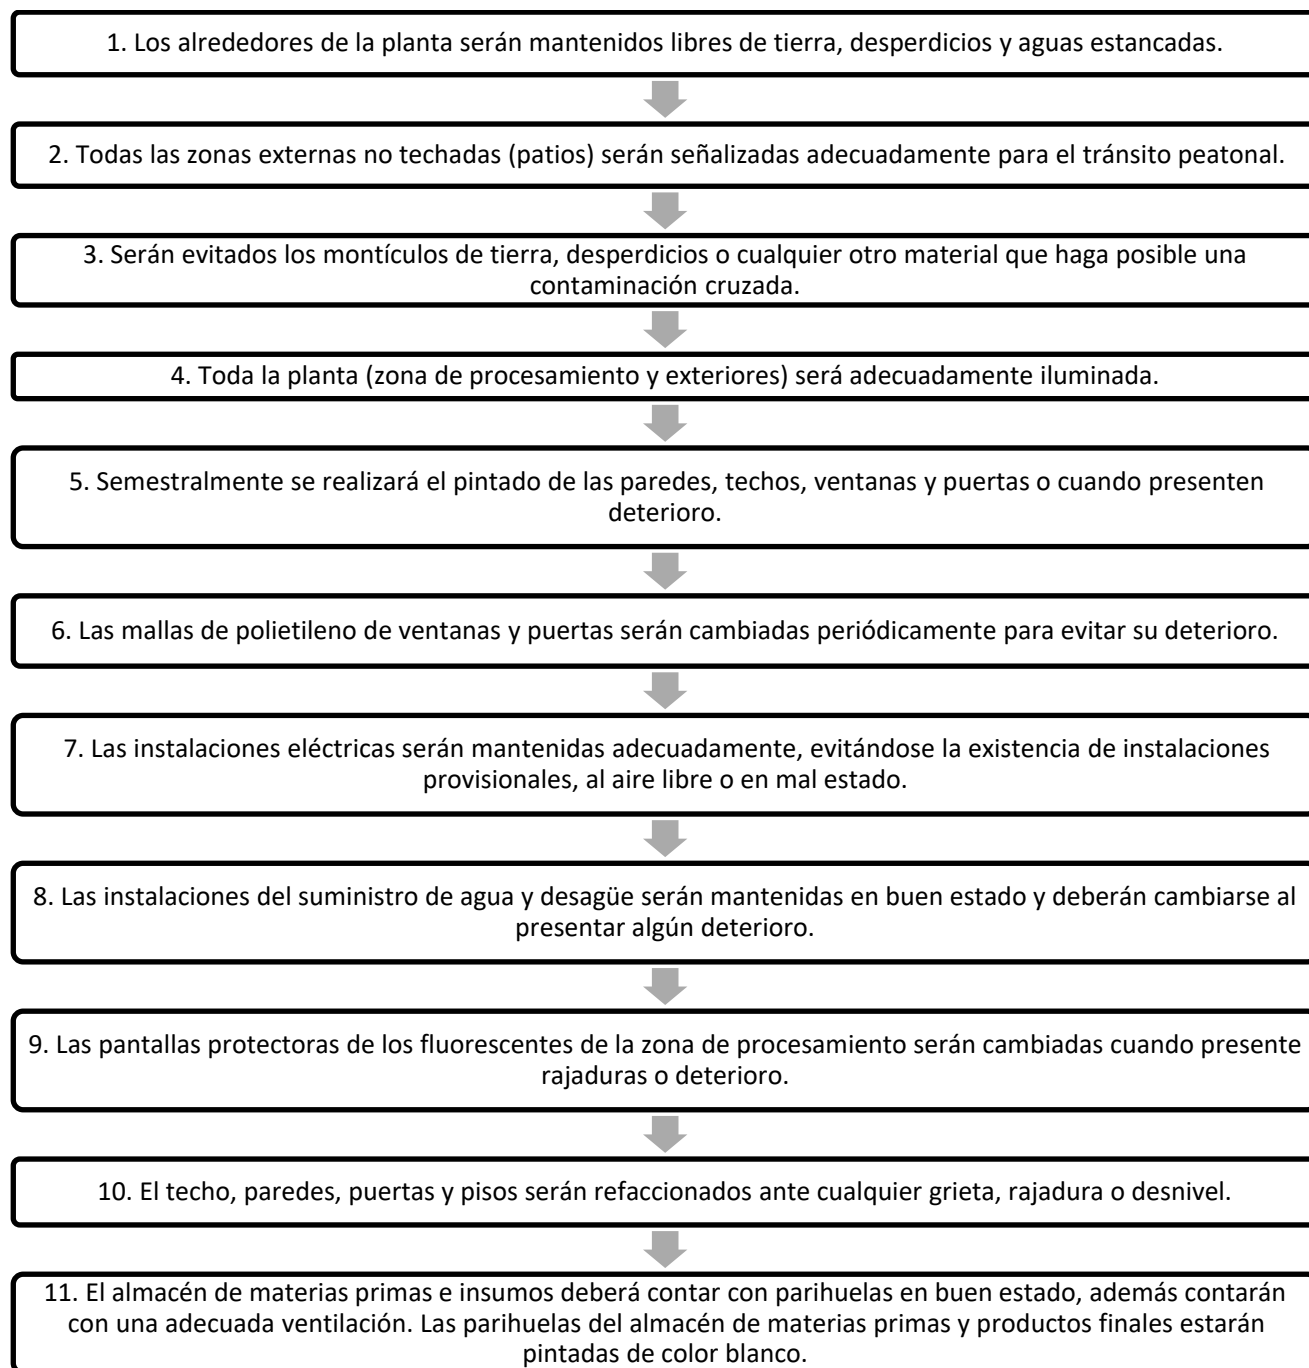 1. Los alrededores de la planta serán mantenidos libres de tierra, desperdicios y aguas estancadas.
2. Todas las zonas externas no techadas (patios) serán señalizadas adecuadamente para el tránsito peatonal.
3. Serán evitados los montículos de tierra, desperdicios o cualquier otro material que haga posible una
contaminación cruzada.
4. Toda la planta (zona de procesamiento y exteriores) será adecuadamente iluminada.
5. Semestralmente se realizará el pintado de las paredes, techos, ventanas y puertas o cuando presenten
deterioro.
6. Las mallas de polietileno de ventanas y puertas serán cambiadas periódicamente para evitar su deterioro.
7. Las instalaciones eléctricas serán mantenidas adecuadamente, evitándose la existencia de instalaciones
provisionales, al aire libre o en mal estado.
8. Las instalaciones del suministro de agua y desagüe serán mantenidas en buen estado y deberán cambiarse al
presentar algún deterioro.
9. Las pantallas protectoras de los fluorescentes de la zona de procesamiento serán cambiadas cuando presente
rajaduras o deterioro.
10. El techo, paredes, puertas y pisos serán refaccionados ante cualquier grieta, rajadura o desnivel.
11. El almacén de materias primas e insumos deberá contar con parihuelas en buen estado, además contarán
con una adecuada ventilación. Las parihuelas del almacén de materias primas y productos finales estarán
pintadas de color blanco.